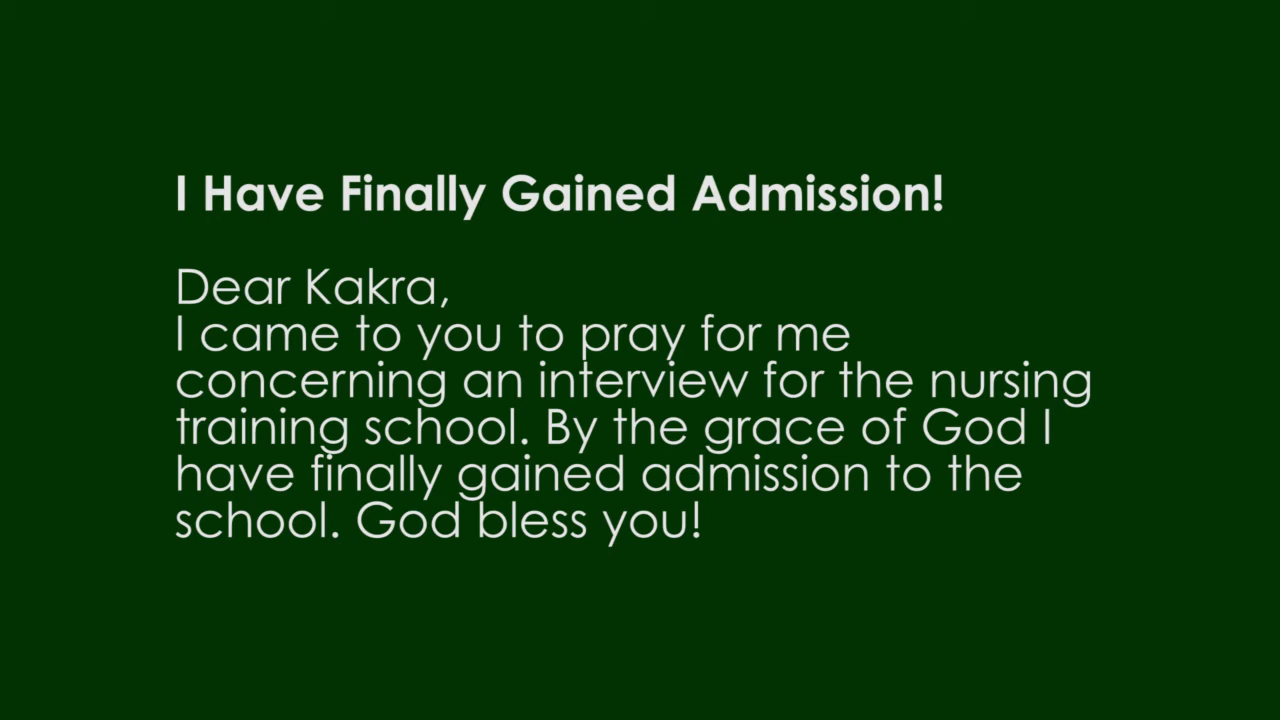 I Have Finally Gained Admission!
Dear Kakra,
I came to you to pray for me
concerning an interview for the nursing
training school. By the grace of God I
have finally gained admission to the
school. God bless you!